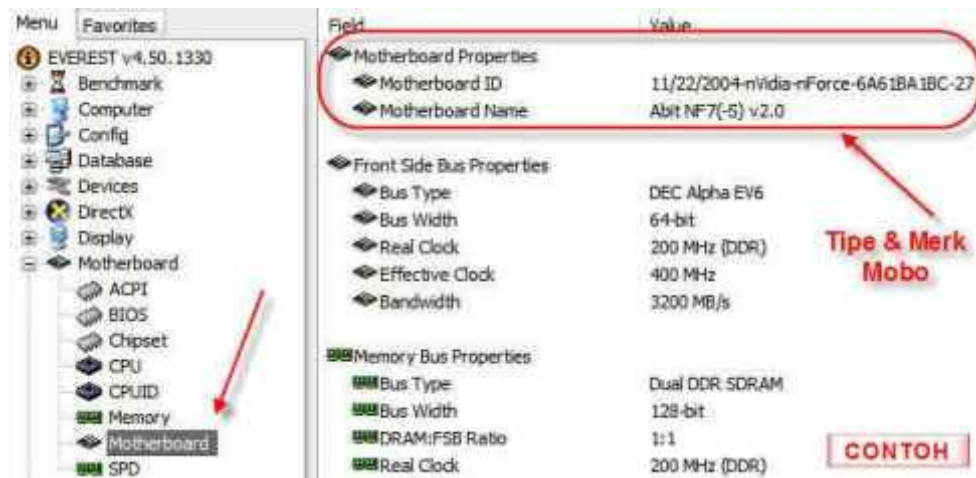 Menu Favorites
EVEREST v4.50.1330
Benchmark
Computer
Config
Database
Devices
DirectX
Display
Motherboard
ACPI
BIOS
Chipset
CPU
CPUID
Memory
Motherboard
SPD
Field Value
Motherboard Properties
Motherboard ID 11/22/2004-nVidia-nForce-6A61BA1BC-27
Motherboard Name Abit NF7(-S) v2.0
Front Side Bus Properties
Bus Type DEC Alpha EV6
Bus Width 64-bit
Real Clock 200 MHz (DDR)
Effective Clock 400 MHz
Bandwidth 3200 MB/s
Tipe & Merk
Mobo
Memory Bus Properties
Bus Type Dual DDR SDRAM
Bus Width 128-bit
DRAM:FSB Ratio 1:1
Real Clock 200 MHz (DDR)
CONTOH